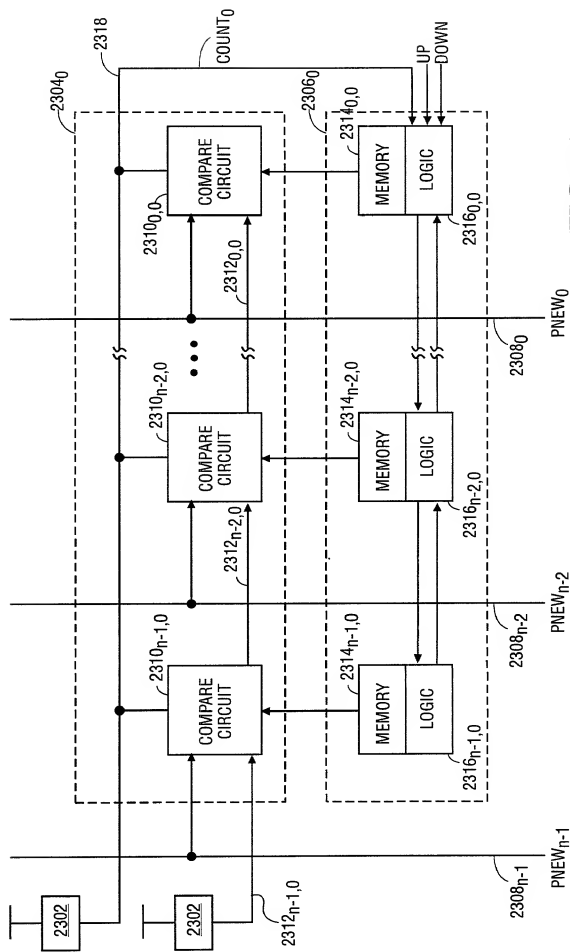 2302
2302
2312n-1,0
2304₀
2318
COUNT₀
2310n-1,0
COMPARE
CIRCUIT
2310n-2,0
COMPARE
CIRCUIT
2310₀,₀
COMPARE
CIRCUIT
2312n-2,0
2312₀,₀
2306₀
2314n-1,0
MEMORY
LOGIC
2316n-1,0
2314n-2,0
MEMORY
LOGIC
2316n-2,0
2314₀,₀
MEMORY
LOGIC
2316₀,₀
UP
DOWN
2308n-1
PNEWn-1
2308n-2
PNEWn-2
2308₀
PNEW₀